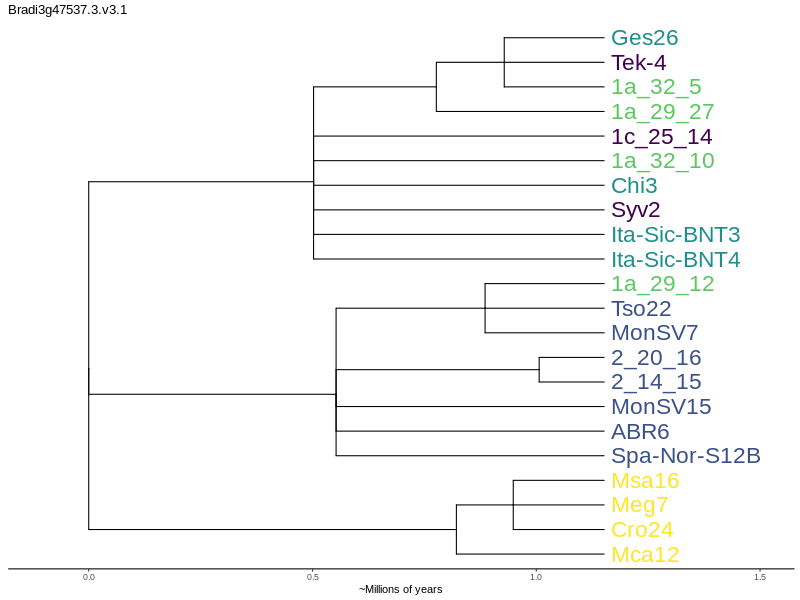 Bradi3g47537.3.v3.1
Ges26
Tek-4
1a_32_5
1a_29_27
1c_25_14
1a_32_10
Chi3
Syv2
Ita-Sic-BNT3
Ita-Sic-BNT4
1a_29_12
Tso22
MonSV7
2_20_16
2_14_15
MonSV15
ABR6
Spa-Nor-S12B
Msa16
Meg7
Cro24
Mca12
0.0 0.5 1.0 1.5
~Millions of years